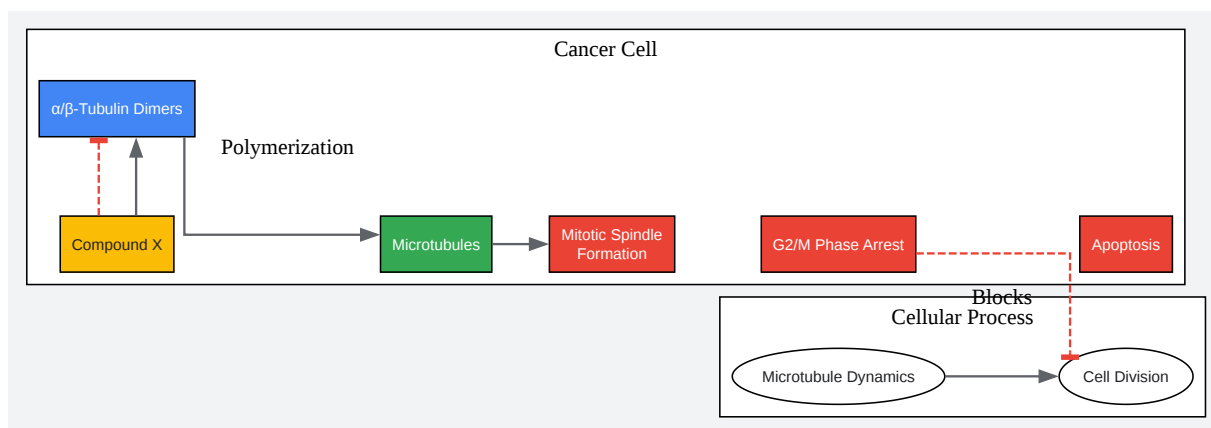 Cancer Cell
α/β-Tubulin Dimers
Polymerization
Compound X
Microtubules
Mitotic Spindle
Formation
G2/M Phase Arrest
Apoptosis
Blocks
Cellular Process
Microtubule Dynamics
Cell Division